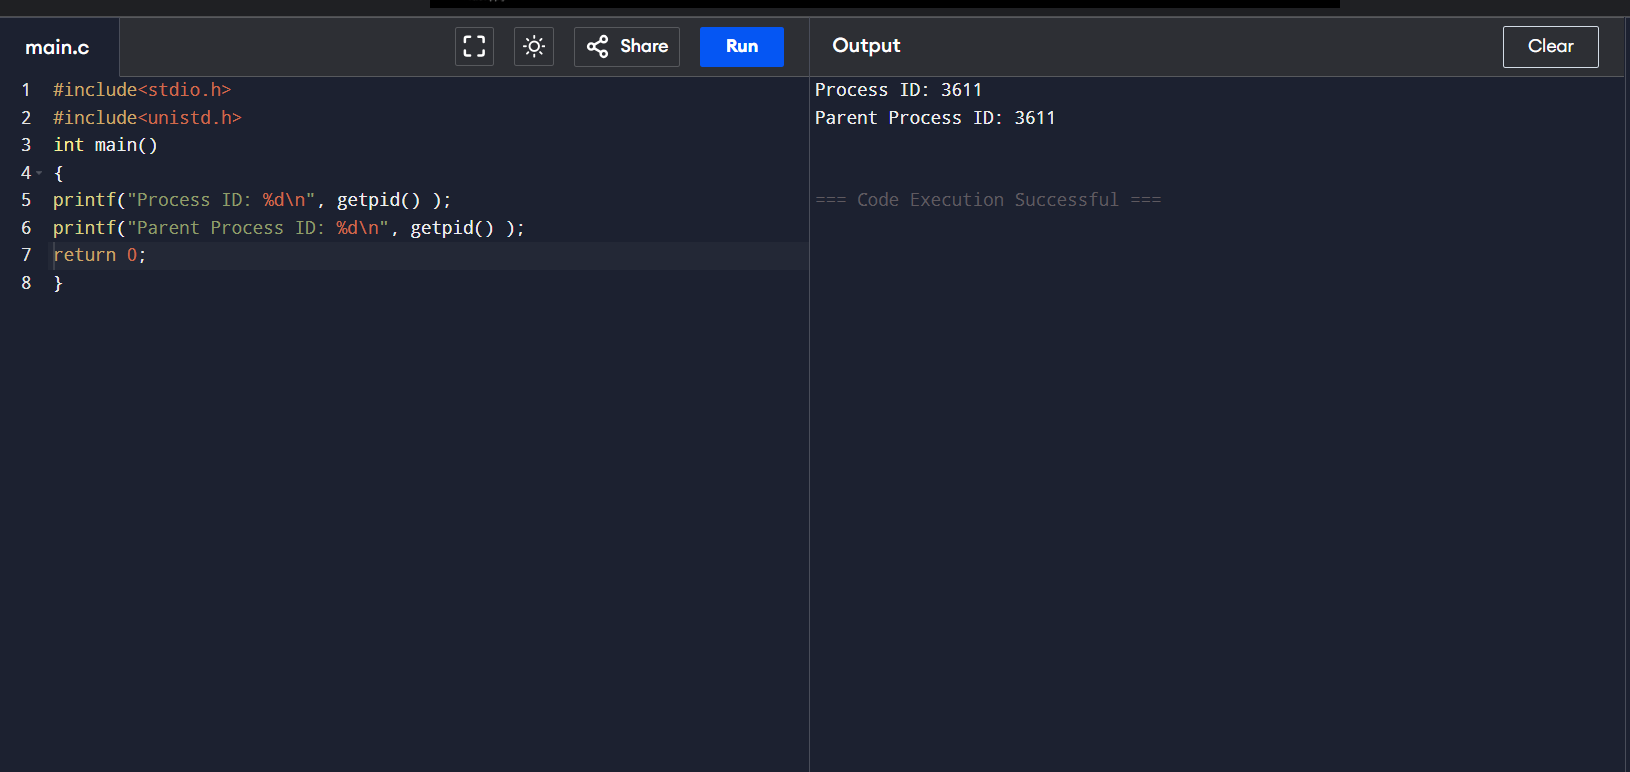 main.c
Share
Run
Output
Clear
1 #include<stdio.h>
2 #include<unistd.h>
3 int main()
4 {
5 printf("Process ID: %d\n", getpid() );
6 printf("Parent Process ID: %d\n", getpid() );
7 return 0;
8 }
Process ID: 3611
Parent Process ID: 3611
=== Code Execution Successful ===